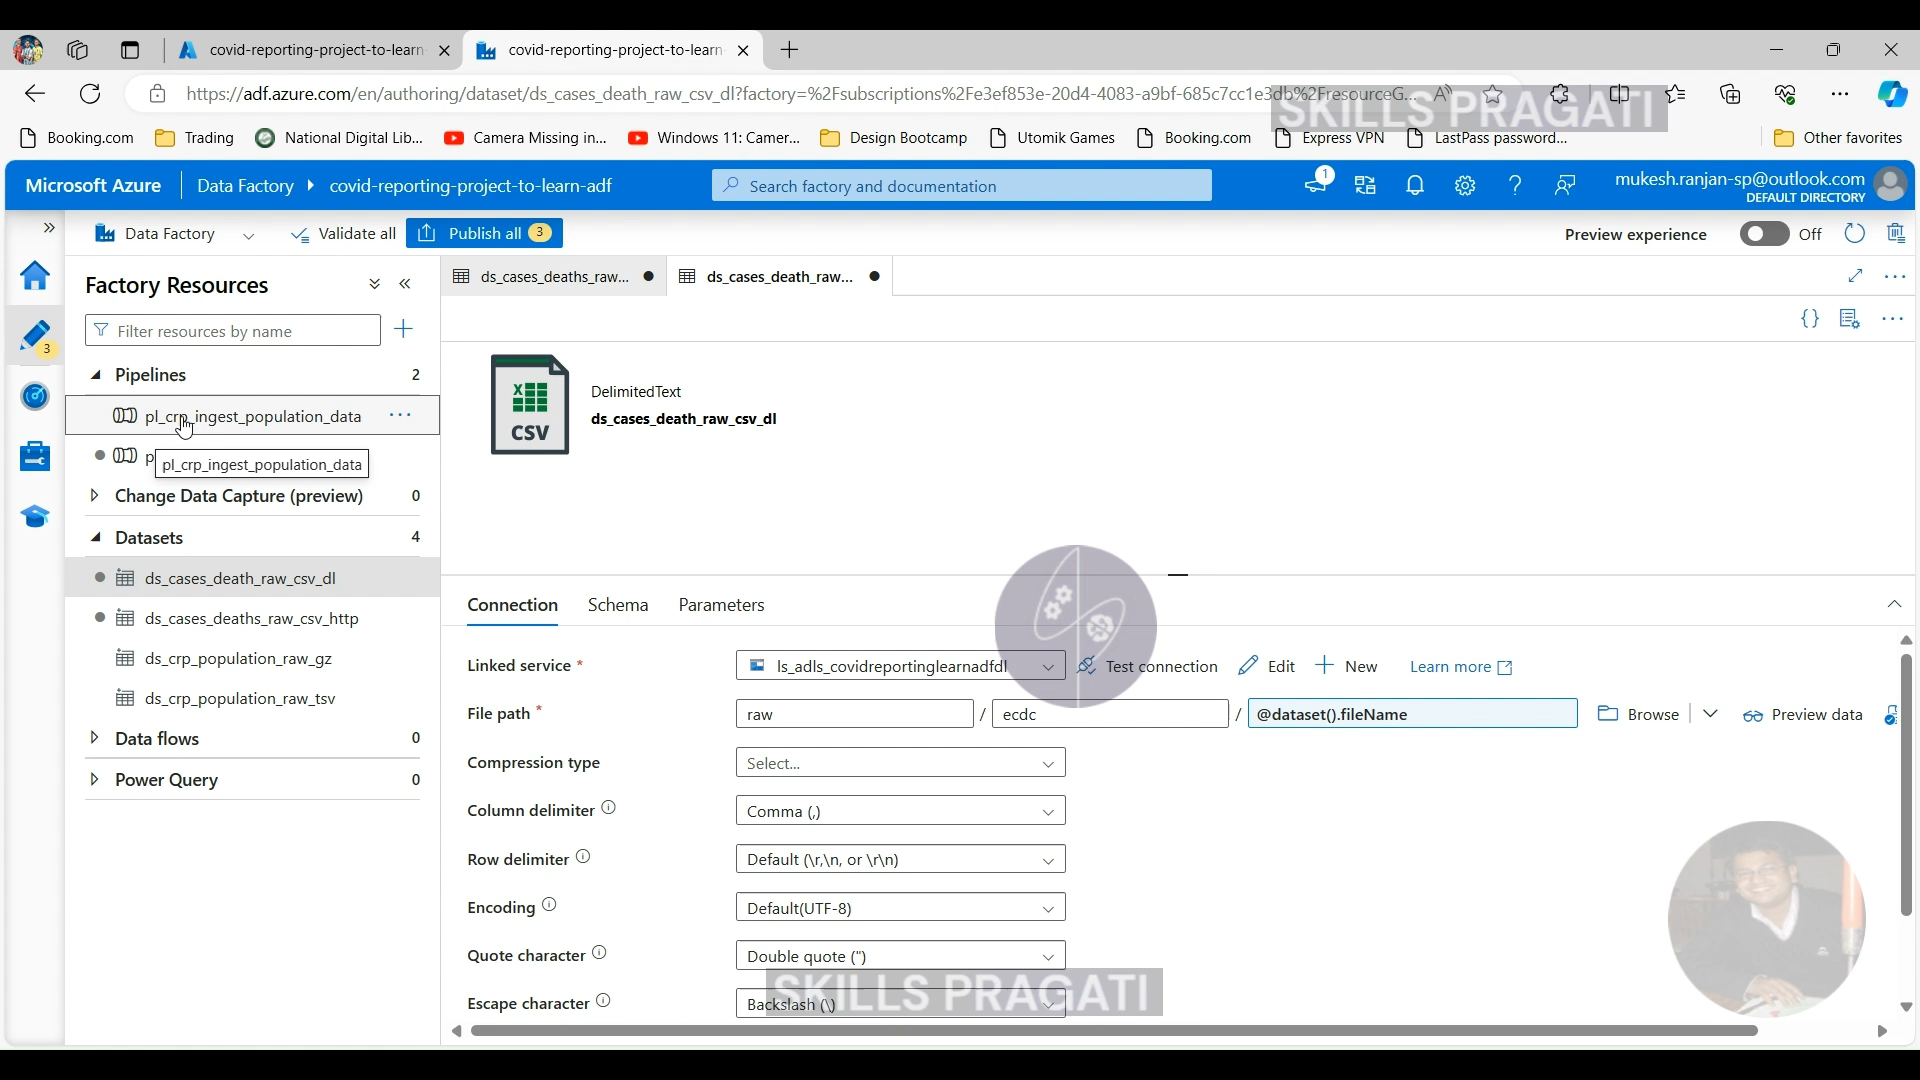 covid-reporting-project-to-learn
covid-reporting-project-to-learn
https://adf.azure.com/en/authoring/dataset/ds_cases_death_raw_csv_dl?factory=%2Fsubscriptions%2Fe3ef853e-20d4-4083-a9bf-685c7cc1e3db%2FresourceG...
SKILLS PRAGATI
Booking.com
Trading
National Digital Lib...
Camera Missing in...
Windows 11: Camer...
Design Bootcamp
Utomik Games
Booking.com
Express VPN
LastPass password...
Other favorites
Microsoft Azure
Data Factory
covid-reporting-project-to-learn-adf
Search factory and documentation
1
mukesh.ranjan-sp@outlook.com
DEFAULT DIRECTORY
Data Factory
Validate all
Publish all 3
Preview experience
Off
Factory Resources
ds_cases_deaths_raw...
ds_cases_death_raw...
Filter resources by name
3
Pipelines 2
pl_crp_ingest_population_data
p
pl_crp_ingest_population_data
Change Data Capture (preview) 0
Datasets 4
ds_cases_death_raw_csv_dl
ds_cases_deaths_raw_csv_http
ds_crp_population_raw_gz
ds_crp_population_raw_tsv
Data flows 0
Power Query 0
X
CSV
DelimitedText
ds_cases_death_raw_csv_dl
Connection
Schema
Parameters
Linked service *
ls_adls_covidreportinglearnadfdl
Test connection
Edit
New
Learn more
File path *
raw / ecdc / @dataset().fileName
Browse
Preview data
Compression type
Select...
Column delimiter
Comma (,)
Row delimiter
Default (\r,\n, or \r\n)
Encoding
Default(UTF-8)
Quote character
Double quote (")
Escape character
Backslash (\)
SKILLS PRAGATI